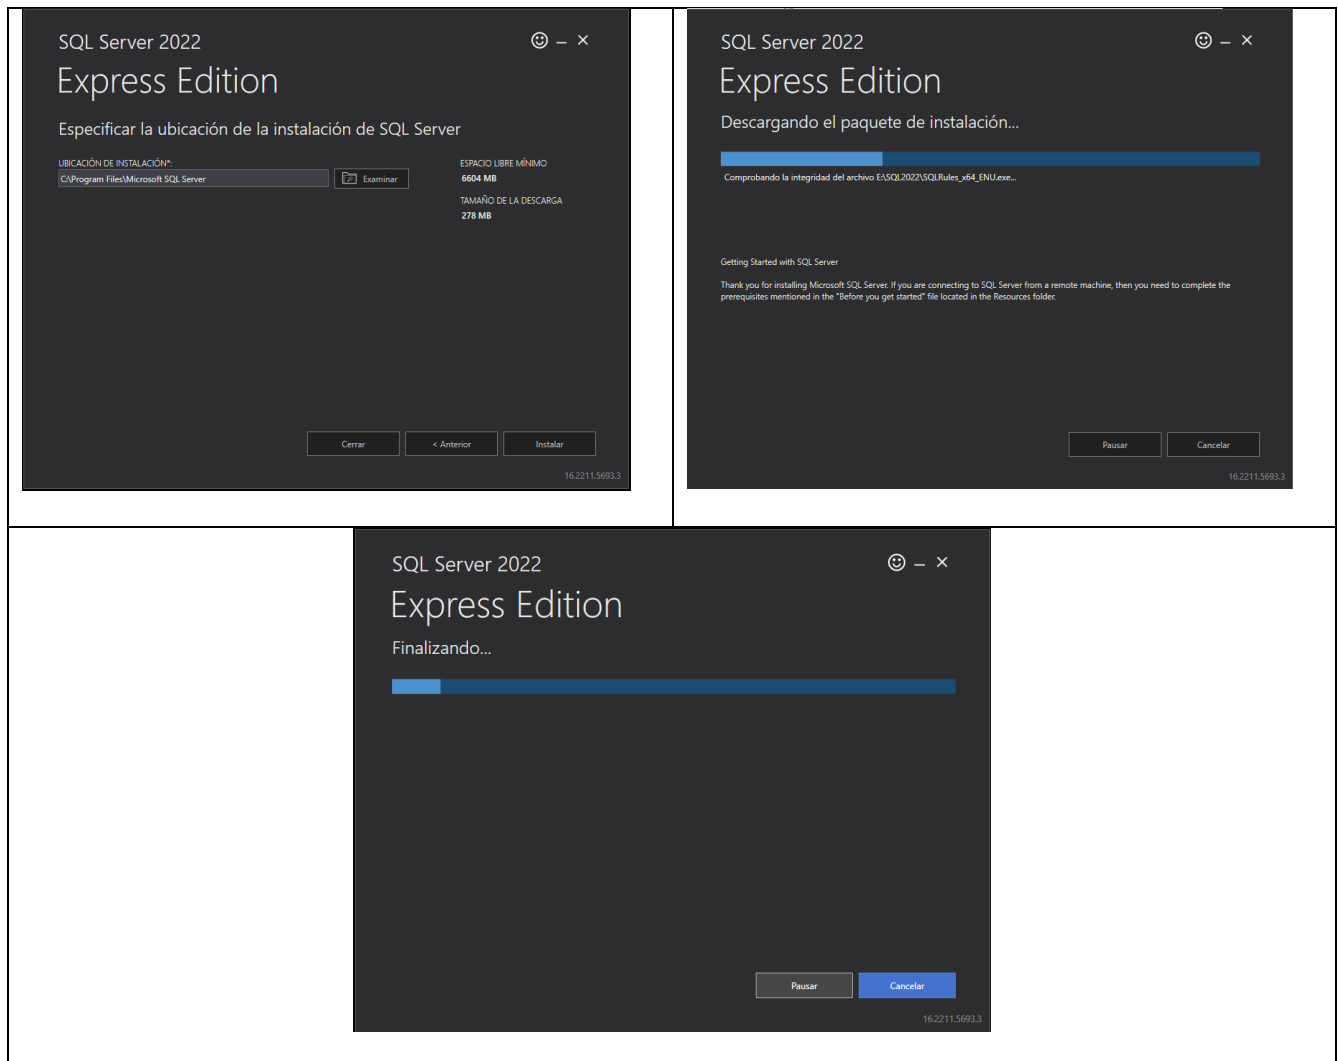 SQL Server 2022
Express Edition
Especificar la ubicación de la instalación de SQL Server
UBICACIÓN DE INSTALACIÓN*:
C:\Program Files\Microsoft SQL Server
Examinar
ESPACIO LIBRE MÍNIMO
6604 MB
TAMAÑO DE LA DESCARGA
278 MB
Cerrar
< Anterior
Instalar
16.2211.5693.3
SQL Server 2022
Express Edition
Descargando el paquete de instalación...
Comprobando la integridad del archivo E:\SQL2022\SQLRules_x64_ENU.exe...
Getting Started with SQL Server
Thank you for installing Microsoft SQL Server. If you are connecting to SQL Server from a remote machine, then you need to complete the
prerequisites mentioned in the "Before you get started" file located in the Resources folder.
Pausar
Cancelar
16.2211.5693.3
SQL Server 2022
Express Edition
Finalizando...
Pausar
Cancelar
16.2211.5693.3